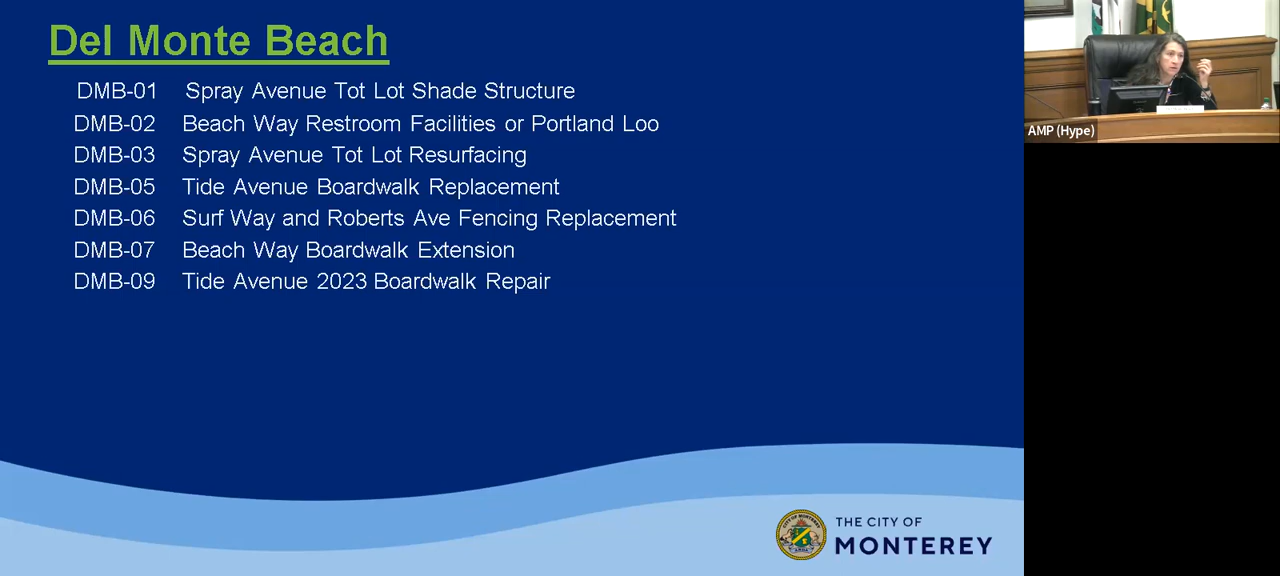 Del Monte Beach
DMB-01 Spray Avenue Tot Lot Shade Structure
DMB-02 Beach Way Restroom Facilities or Portland Loo
DMB-03 Spray Avenue Tot Lot Resurfacing
DMB-05 Tide Avenue Boardwalk Replacement
DMB-06 Surf Way and Roberts Ave Fencing Replacement
DMB-07 Beach Way Boardwalk Extension
DMB-09 Tide Avenue 2023 Boardwalk Repair
AMP (Hype)
THE CITY OF
MONTEREY